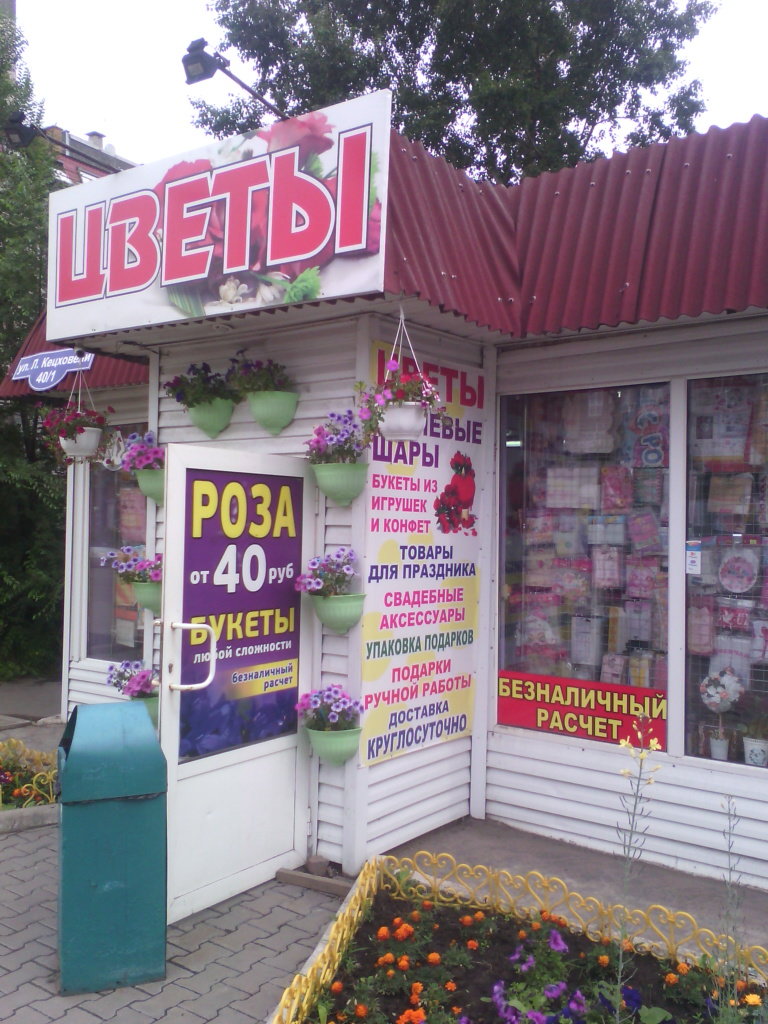 ЦВЕТЫ
ул. Л. Кецховели
40/1
РОЗА
от 40 руб
БУКЕТЫ
любой сложности
безналичный
расчет
ЦВЕТЫ
ШАРЫ
БУКЕТЫ ИЗ
ИГРУШЕК
И КОНФЕТ
ТОВАРЫ
ДЛЯ ПРАЗДНИКА
СВАДЕБНЫЕ
АКСЕССУАРЫ
УПАКОВКА ПОДАРКОВ
ПОДАРКИ
РУЧНОЙ РАБОТЫ
ДОСТАВКА
КРУГЛОСУТОЧНО
БЕЗНАЛИЧНЫЙ
РАСЧЕТ